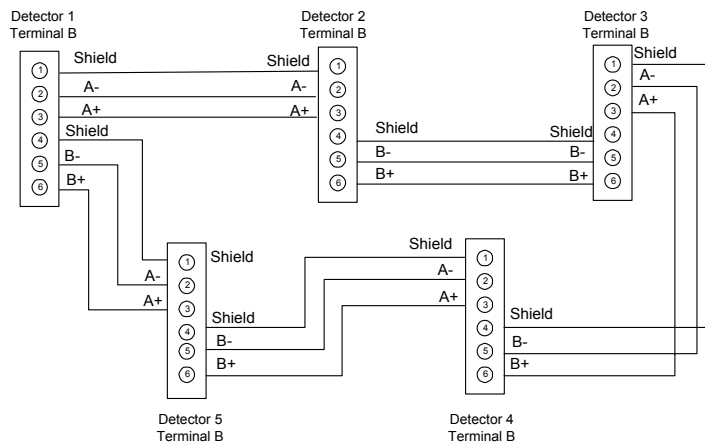 Detector 1
Terminal B
Detector 2
Terminal B
Detector 3
Terminal B
1
2
3
4
5
6
Shield
A-
A+
Shield
B-
B+
Shield
A-
A+
1
2
3
4
5
6
Shield
B-
B+
Shield
B-
B+
1
2
3
4
5
6
Shield
A-
A+
A-
A+
1
2
3
4
5
6
Shield
Shield
B-
B+
Shield
A-
A+
1
2
3
4
5
6
Shield
B-
B+
Detector 5
Terminal B
Detector 4
Terminal B